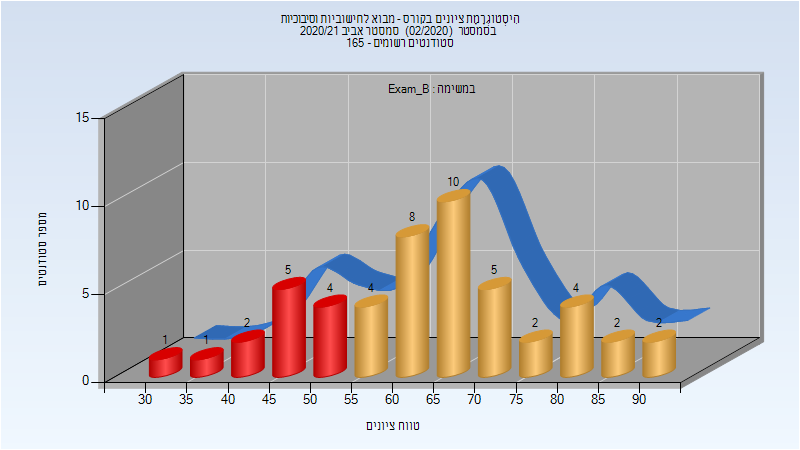 היסטוגרמת ציונים בקורס - מבוא לחישוביות וסיבוכיות
בסמסטר (02/2020) סמסטר אביב 2020/21
סטודנטים רשומים - 165
במשימה : Exam_B
מספר סטודנטים
15
10
5
0
1
1
2
5
4
4
8
10
5
2
4
2
2
30 35 40 45 50 55 60 65 70 75 80 85 90
טווח ציונים